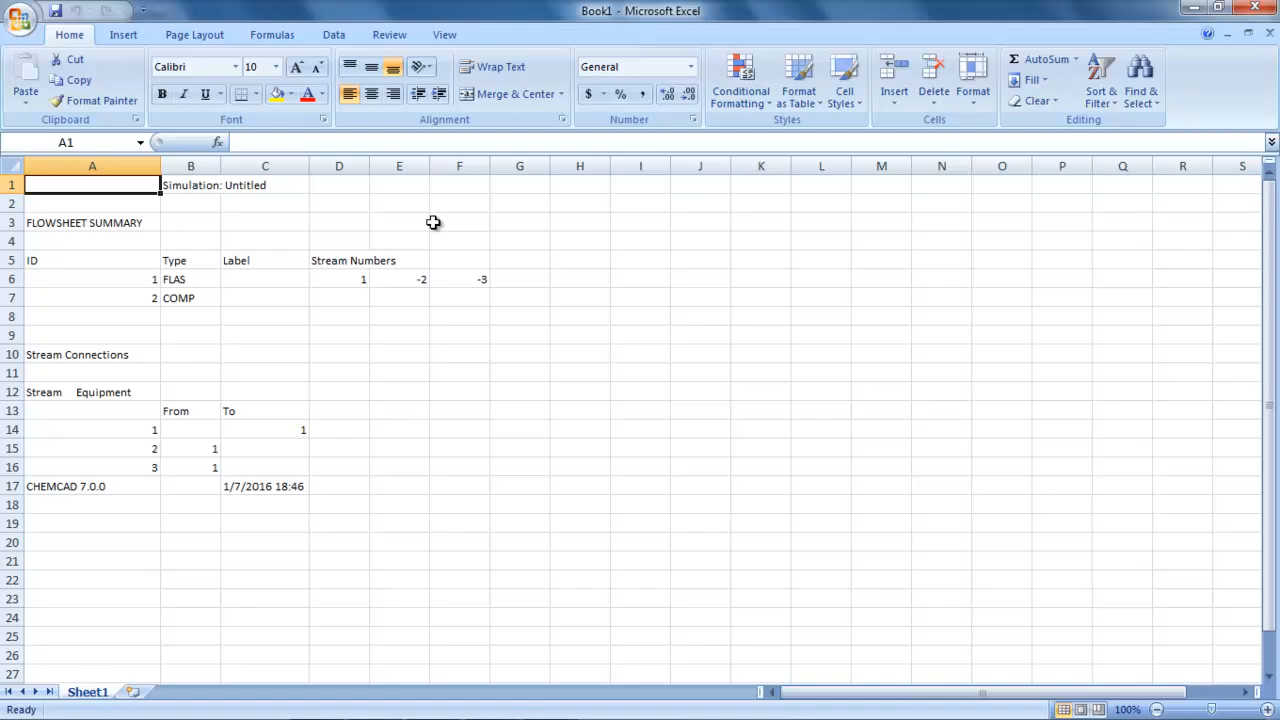 Book1 - Microsoft Excel
Home Insert Page Layout Formulas Data Review View
Cut
Copy
Format Painter
Paste
Clipboard
Calibri 10
B I U
Font
Wrap Text
Merge & Center
Alignment
General
$ % ,
Number
Conditional Formatting
Format as Table
Cell Styles
Styles
Insert Delete Format
Cells
Σ AutoSum
Fill
Clear
Sort & Filter
Find & Select
Editing
A1 fx
A B C D E F G H I J K L M N O P Q R S
1 Simulation: Untitled
2
3 FLOWSHEET SUMMARY
4
5 ID Type Label Stream Numbers
6 1 FLAS 1 -2 -3
7 2 COMP
8
9
10 Stream Connections
11
12 Stream Equipment
13 From To
14 1 1
15 2 1
16 3 1
17 CHEMCAD 7.0.0 1/7/2016 18:46
18
19
20
21
22
23
24
25
26
27
Sheet1
Ready 100%